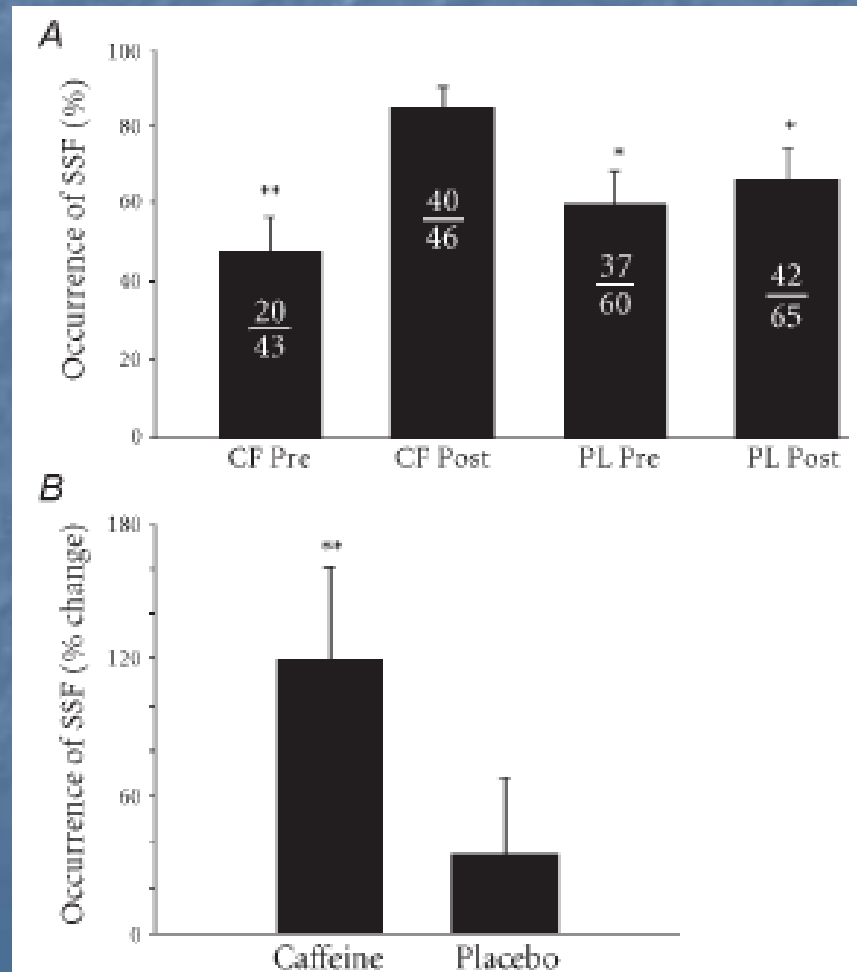 A
Occurrence of SSF (%)
100
80
60
40
20
0
20
43
40
46
37
60
42
65
CF Pre
CF Post
PL Pre
PL Post
B
Occurrence of SSF (% change)
180
120
60
0
Caffeine
Placebo